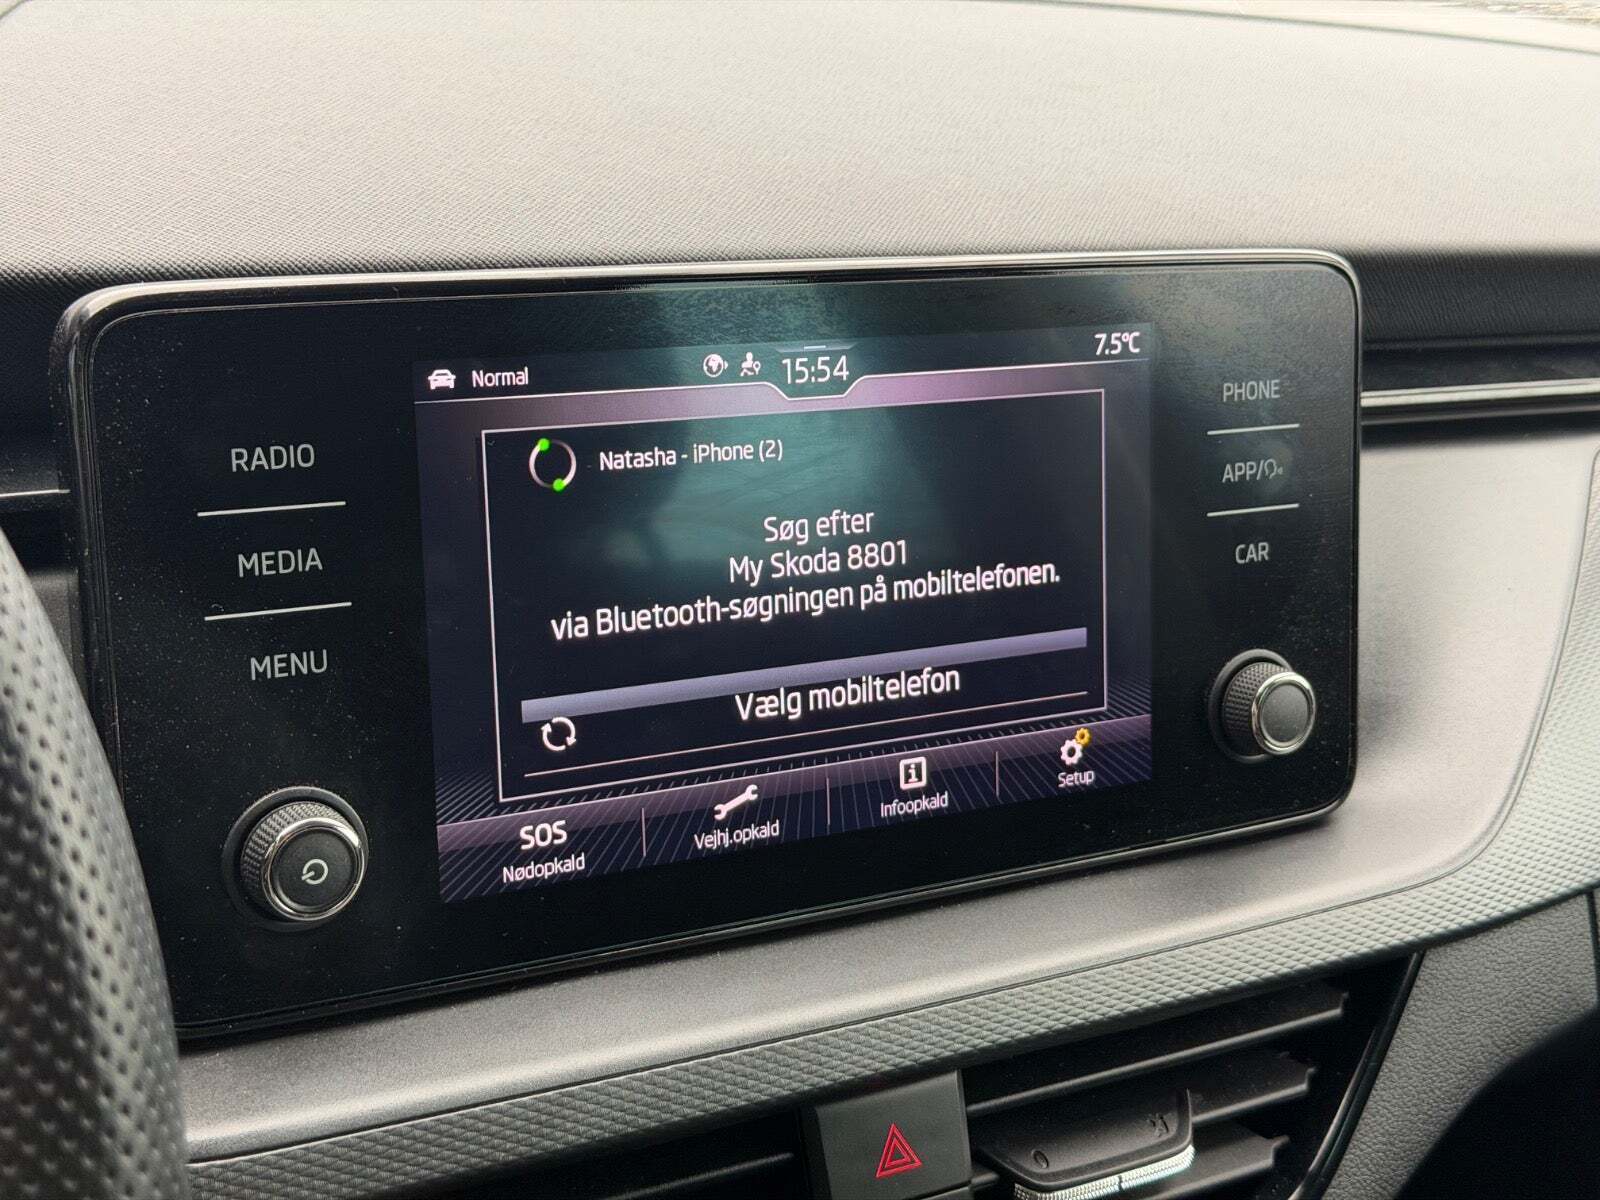 Normal
15:54
7.5°C
RADIO
MEDIA
MENU
PHONE
APP/
CAR
Natasha - iPhone (2)
Søg efter
My Skoda 8801
via Bluetooth-søgningen på mobiltelefonen.
Vælg mobiltelefon
SOS
Nødopkald
Vejhj.opkald
i
Infoopkald
Setup
0